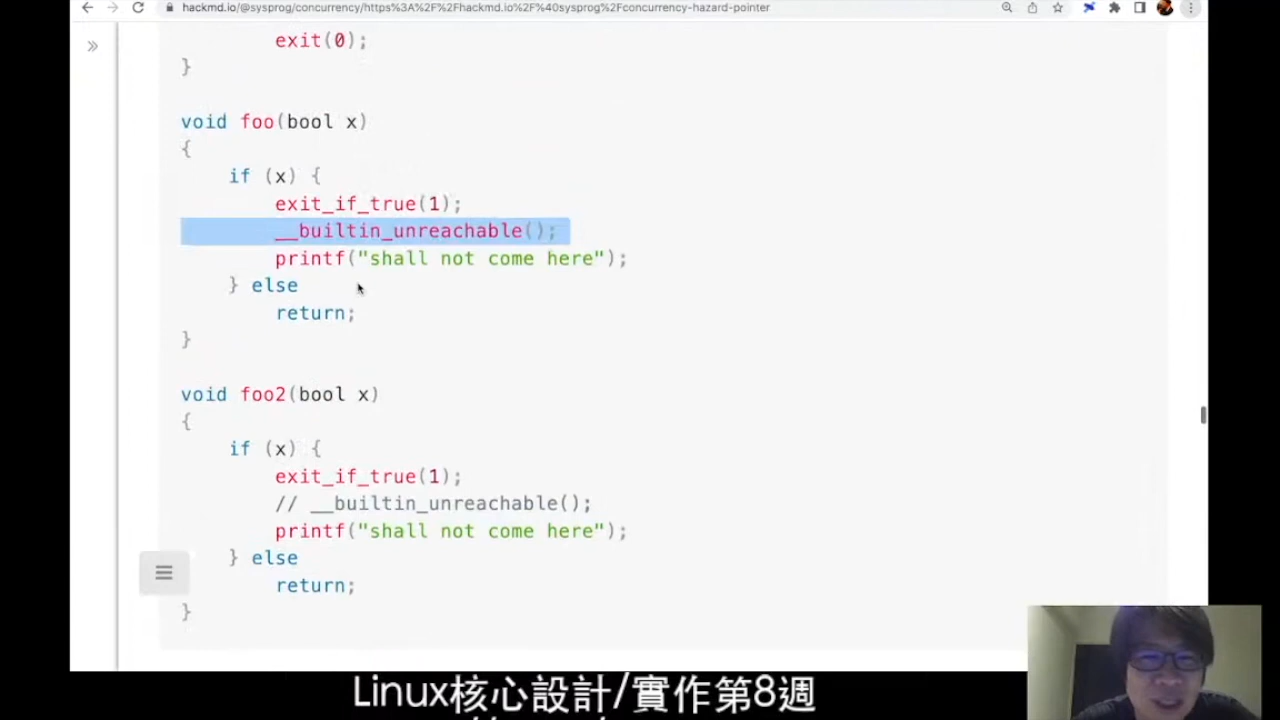 hackmd.io/@sysprog/concurrency/https%3A%2F%2Fhackmd.io%2F%40sysprog%2Fconcurrency-hazard-pointer
exit(0);
}
void foo(bool x)
{
if (x) {
exit_if_true(1);
__builtin_unreachable();
printf("shall not come here");
} else
return;
}
void foo2(bool x)
{
if (x) {
exit_if_true(1);
// __builtin_unreachable();
printf("shall not come here");
} else
return;
}
Linux核心設計/實作第8週